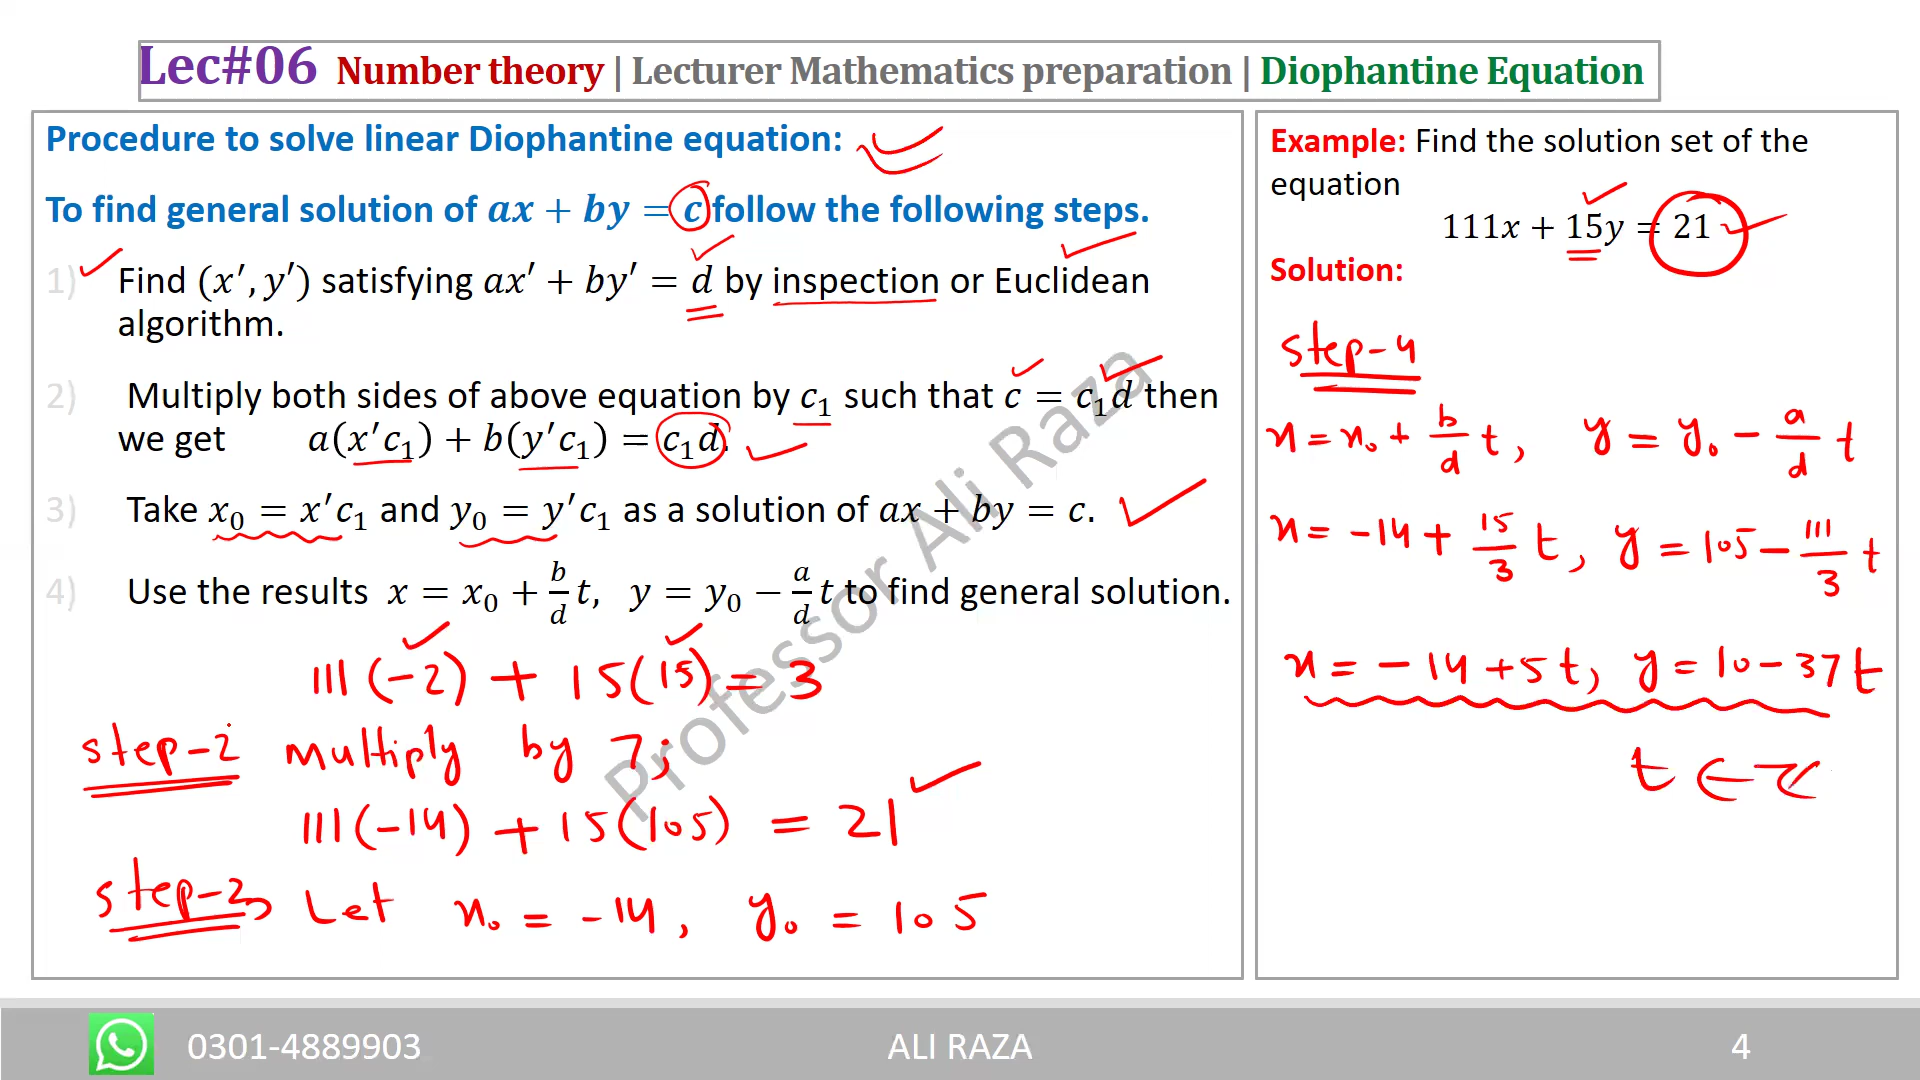 Lec#06 Number theory | Lecturer Mathematics preparation | Diophantine Equation
Procedure to solve linear Diophantine equation:
To find general solution of ax + by = c follow the following steps.
1) Find (x′, y′) satisfying ax′ + by′ = d by inspection or Euclidean
algorithm.
2) Multiply both sides of above equation by c₁ such that c = c₁d then
we get a(x′c₁) + b(y′c₁) = c₁d.
3) Take x₀ = x′c₁ and y₀ = y′c₁ as a solution of ax + by = c.
4) Use the results x = x₀ + b/d t, y = y₀ − a/d t to find general solution.
111(-2) + 15(15) = 3
step-2 multiply by 7;
111(-14) + 15(105) = 21
step-3 Let x₀ = -14, y₀ = 105
Professor Ali Raza
Example: Find the solution set of the
equation
111x + 15y = 21
Solution:
step-4
x = x₀ + b/d t, y = y₀ − a/d t
x = -14 + 15/3 t, y = 105 − 111/3 t
x = -14 + 5t, y = 10 − 37t
t ∈ Z
0301-4889903 ALI RAZA 4